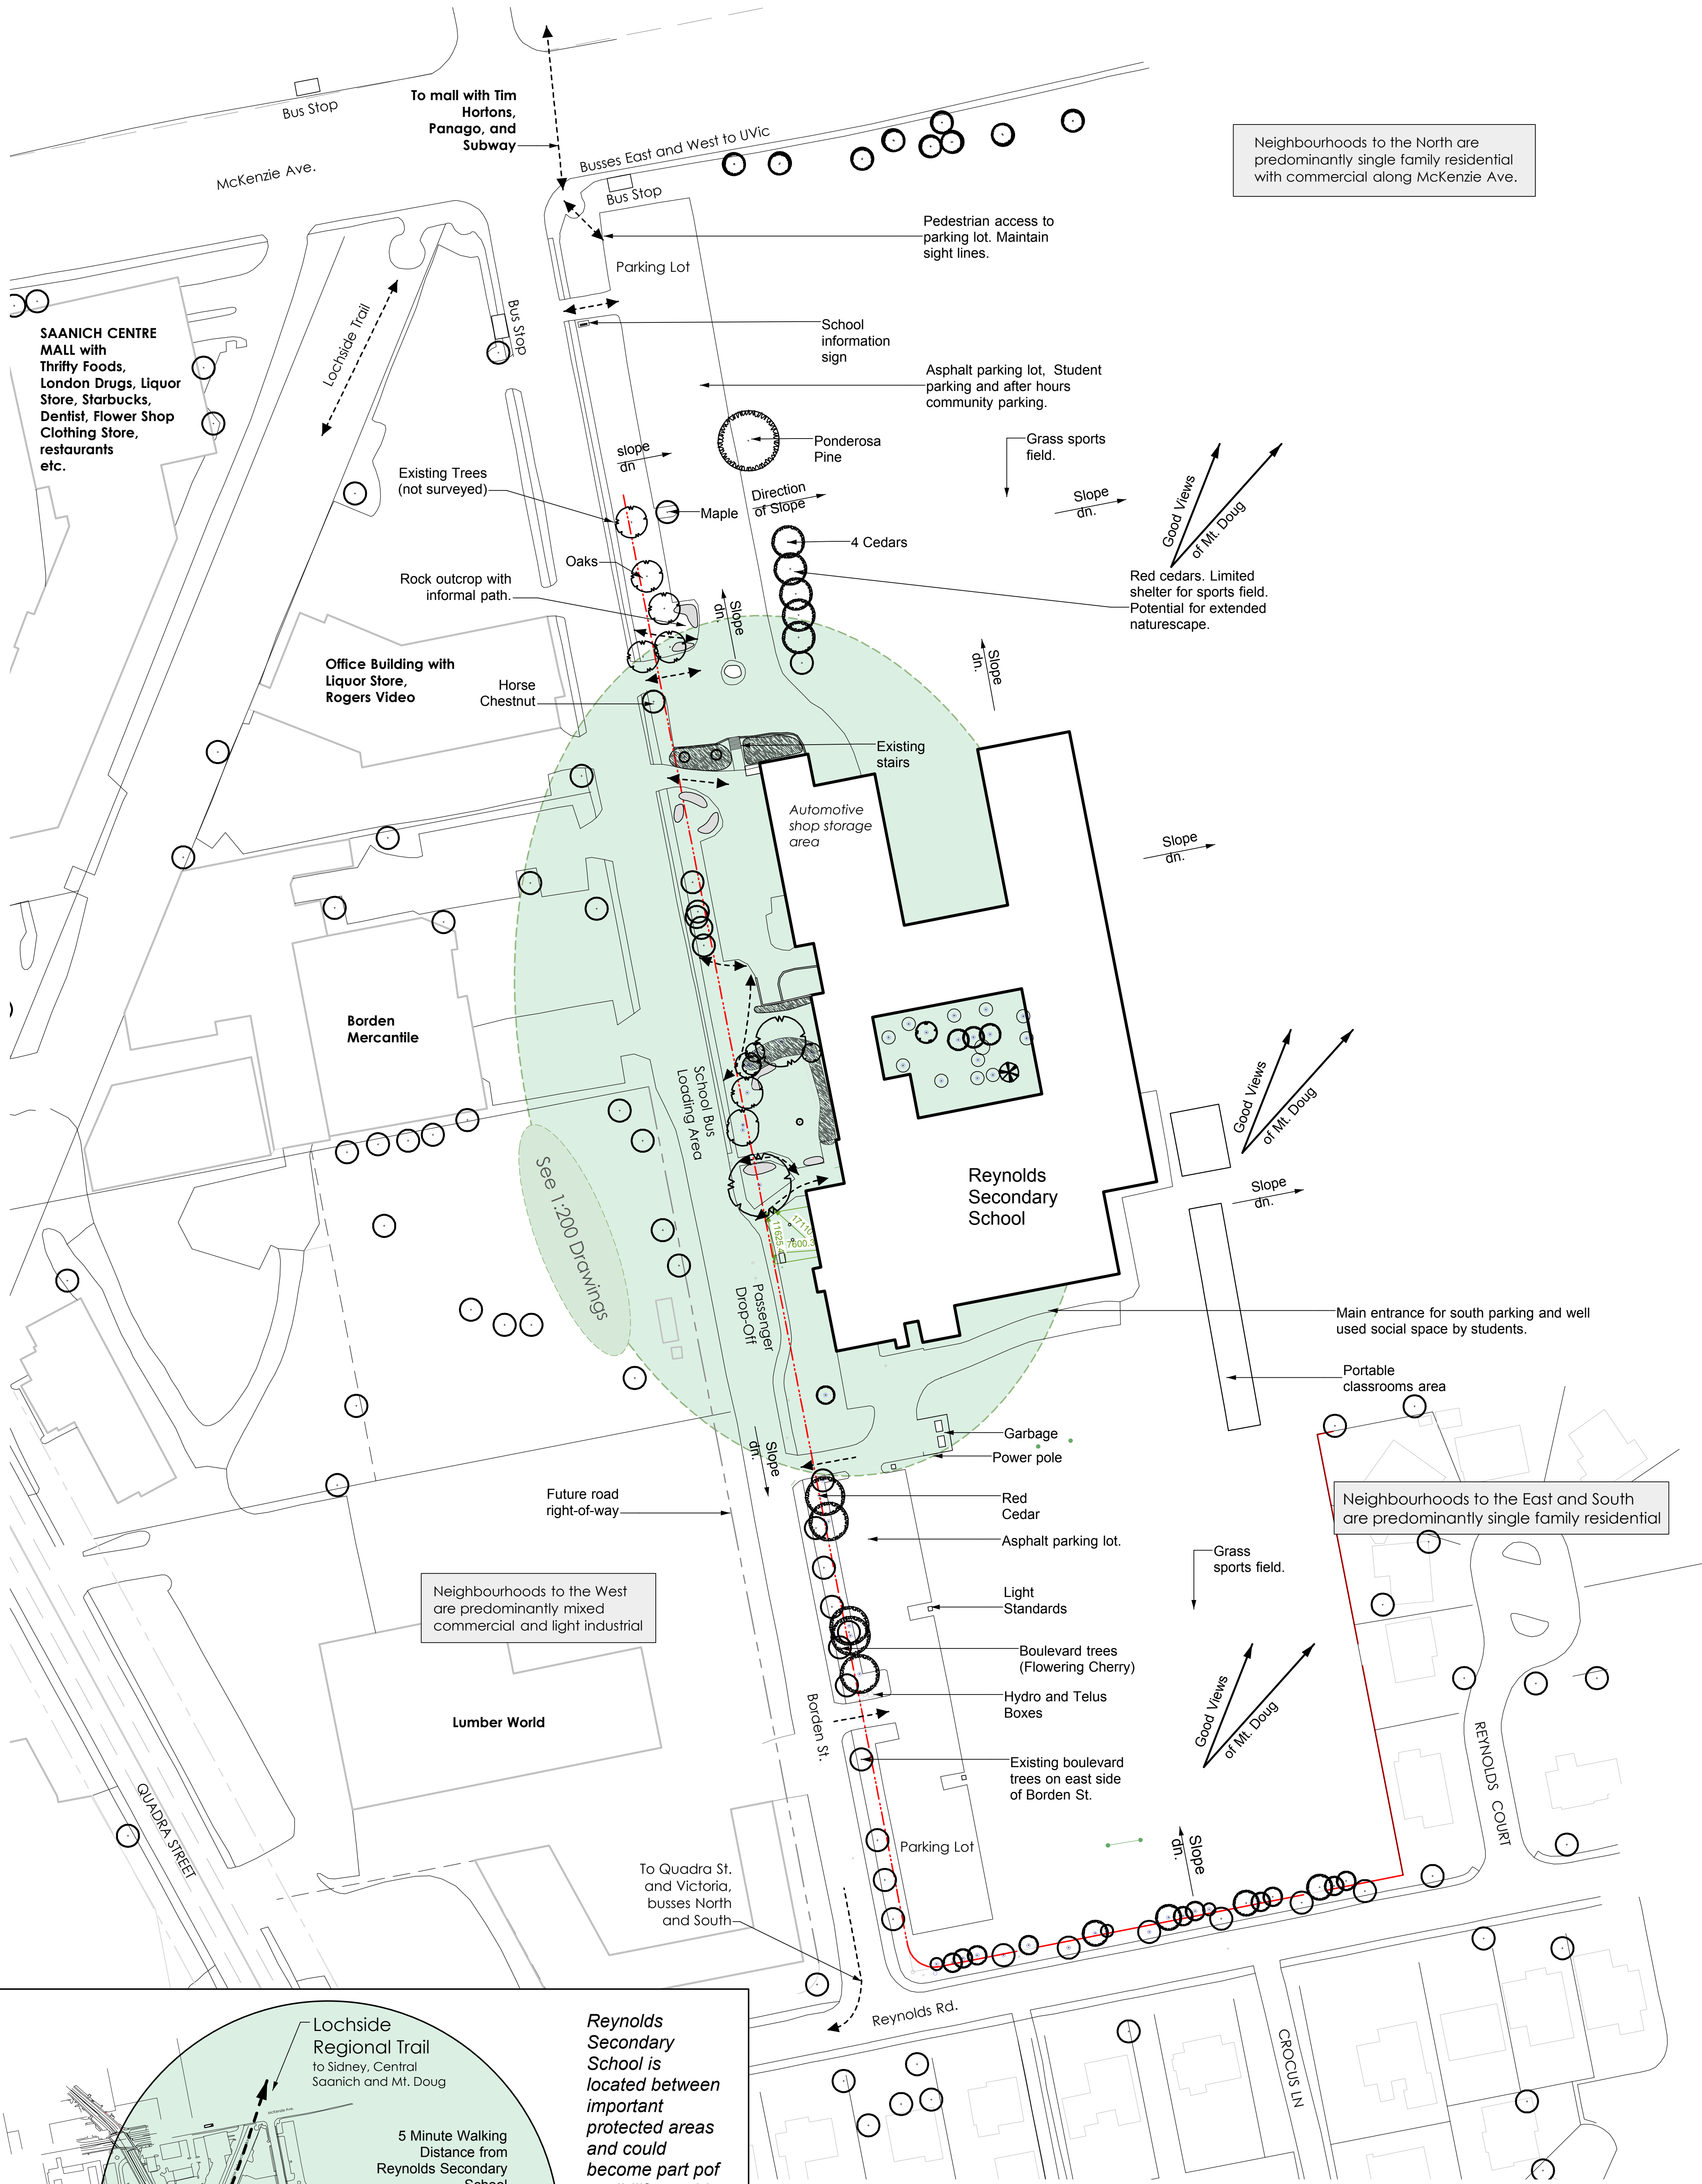 Bus Stop
To mall with Tim
Hortons,
Panago, and
Subway
McKenzie Ave.
Busses East and West to UVic
Bus Stop
Neighbourhoods to the North are
predominantly single family residential
with commercial along McKenzie Ave.
Pedestrian access to
parking lot. Maintain
sight lines.
Parking Lot
Lochside Trail
Bus Stop
SAANICH CENTRE
MALL with
Thrifty Foods,
London Drugs, Liquor
Store, Starbucks,
Dentist, Flower Shop
Clothing Store,
restaurants
etc.
School
information
sign
Asphalt parking lot, Student
parking and after hours
community parking.
slope
dn
Ponderosa
Pine
Grass sports
field.
Existing Trees
(not surveyed)
Maple
Direction
of Slope
Slope
dn.
Good Views
of Mt. Doug
Oaks
4 Cedars
Rock outcrop with
informal path.
Red cedars. Limited
shelter for sports field.
Potential for extended
naturescape.
Slope
dn.
Slope
dn.
Office Building with
Liquor Store,
Rogers Video
Horse
Chestnut
Existing
stairs
Automotive
shop storage
area
Slope
dn.
Borden
Mercantile
School Bus
Loading Area
Good Views
of Mt. Doug
See 1:200 Drawings
Reynolds
Secondary
School
Slope
dn.
17110
11625.4
7600.3
Passenger
Drop-Off
Main entrance for south parking and well
used social space by students.
Portable
classrooms area
Garbage
Power pole
Slope
dn.
Future road
right-of-way
Red
Cedar
Neighbourhoods to the East and South
are predominantly single family residential
Asphalt parking lot.
Grass
sports field.
Neighbourhoods to the West
are predominantly mixed
commercial and light industrial
Light
Standards
Boulevard trees
(Flowering Cherry)
Good Views
of Mt. Doug
Hydro and Telus
Boxes
Lumber World
Borden St.
Existing boulevard
trees on east side
of Borden St.
REYNOLDS COURT
QUADRA STREET
Parking Lot
Slope
dn.
To Quadra St.
and Victoria,
busses North
and South
Reynolds Rd.
CROCUS LN
Lochside
Regional Trail
to Sidney, Central
Saanich and Mt. Doug
McKenzie Ave.
5 Minute Walking
Distance from
Reynolds Secondary
School
Reynolds
Secondary
School is
located between
important
protected areas
and could
become part pof